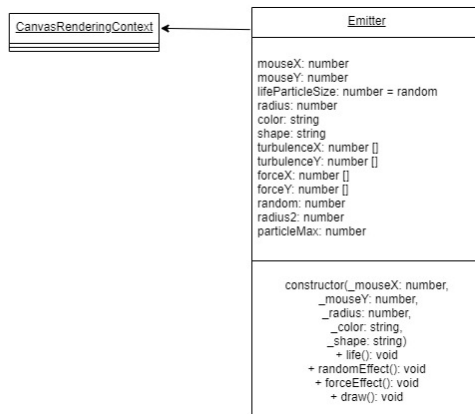 CanvasRenderingContext
Emitter
mouseX: number
mouseY: number
lifeParticleSize: number = random
radius: number
color: string
shape: string
turbulenceX: number []
turbulenceY: number []
forceX: number []
forceY: number []
random: number
radius2: number
particleMax: number
constructor(_mouseX: number,
_mouseY: number,
_radius: number,
_color: string,
_shape: string)
+ life(): void
+ randomEffect(): void
+ forceEffect(): void
+ draw(): void